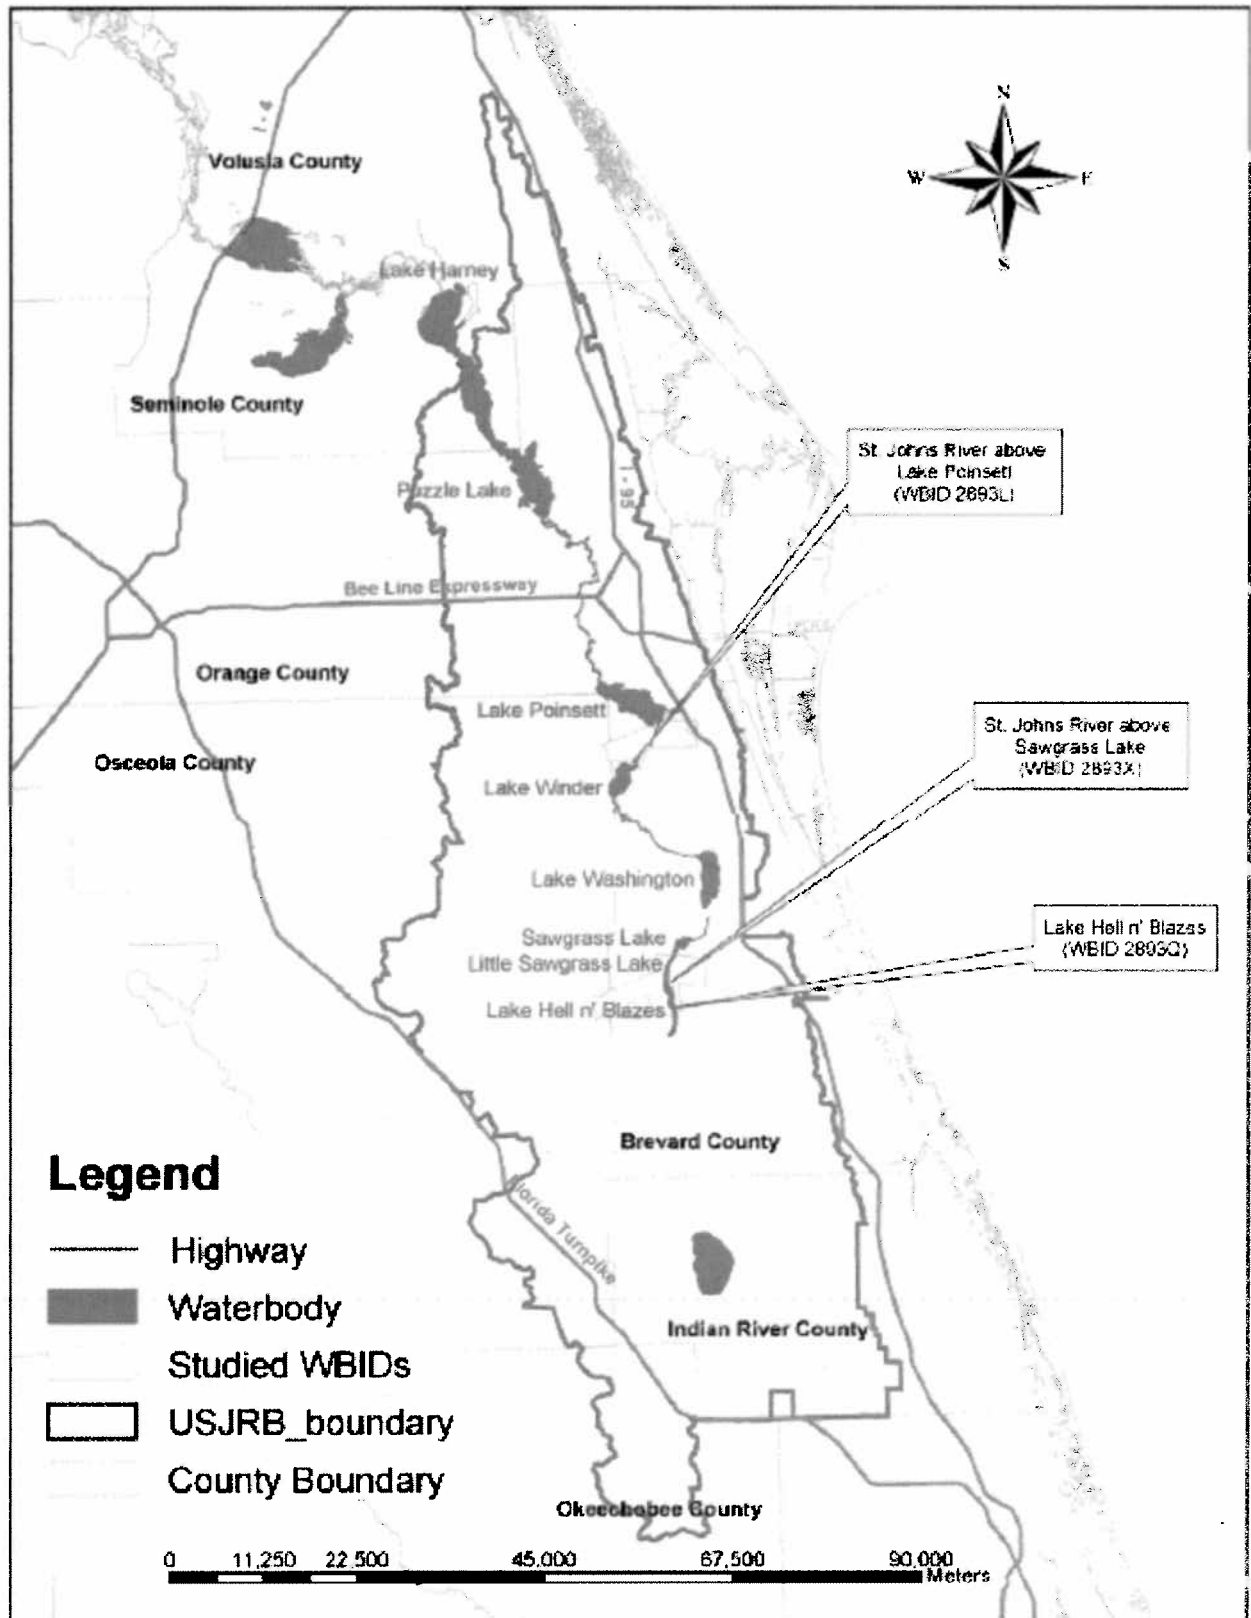 N
W E
S
I-4
Volusia County
Lake Harney
Seminole County
St. Johns River above
Lake Poinsett
(WBID 2893L)
I-95
Puzzle Lake
Bee Line Expressway
Orange County
Lake Poinsett
St. Johns River above
Sawgrass Lake
(WBID 2893X)
Osceola County
Lake Winder
Lake Washington
Lake Hell n' Blazes
(WBID 2893Q)
Sawgrass Lake
Little Sawgrass Lake
Lake Hell n' Blazes
Brevard County
Florida Turnpike
Indian River County
Okeechobee County
Legend
Highway
Waterbody
Studied WBIDs
USJRB_boundary
County Boundary
0 11,250 22,500 45,000 67,500 90,000
Meters